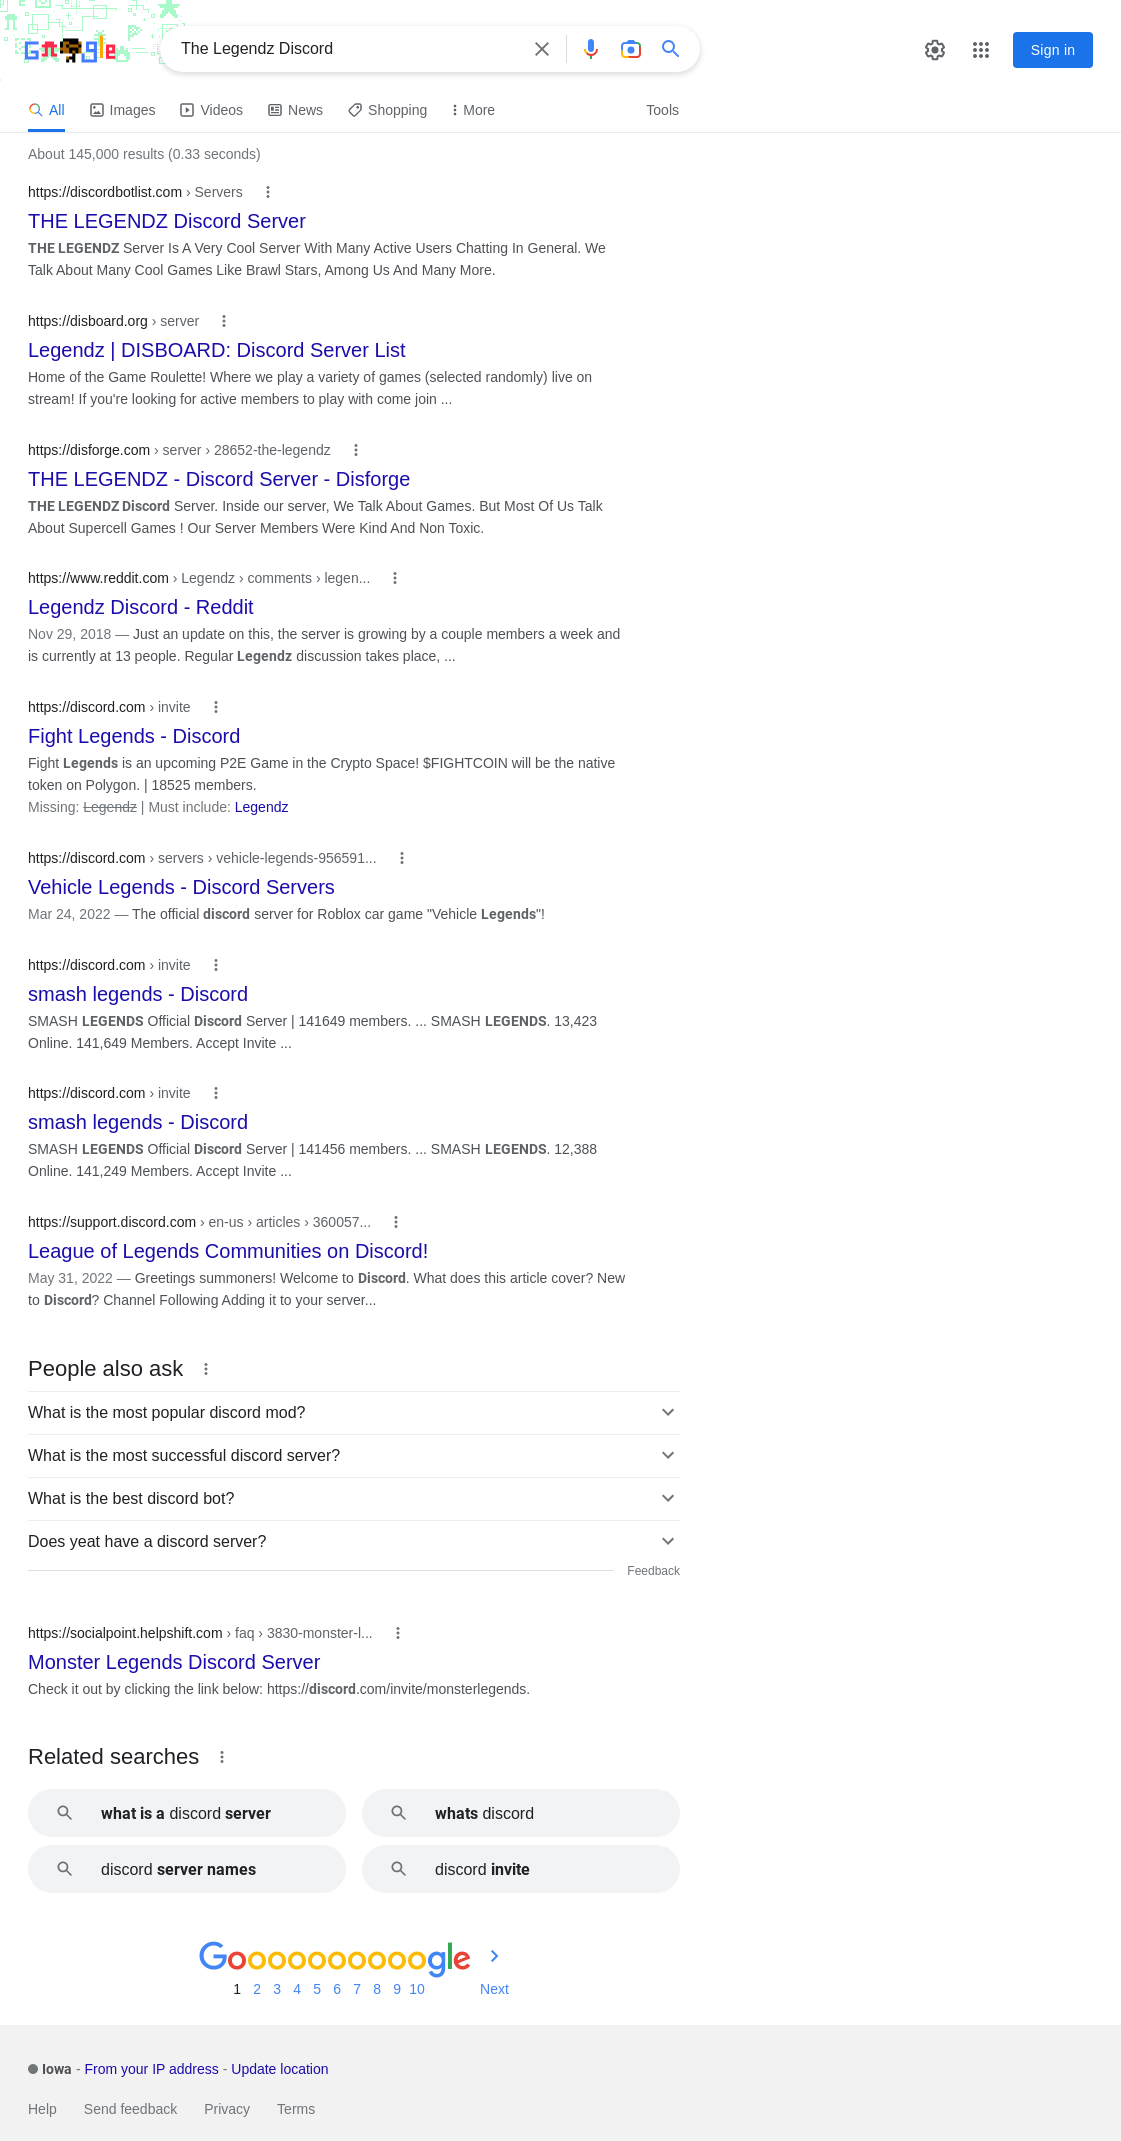 Google
The Legendz Discord
Sign in
All Images Videos News Shopping More Tools
About 145,000 results (0.33 seconds)
https://discordbotlist.com › Servers
THE LEGENDZ Discord Server
THE LEGENDZ Server Is A Very Cool Server With Many Active Users Chatting In General. We
Talk About Many Cool Games Like Brawl Stars, Among Us And Many More.
https://disboard.org › server
Legendz | DISBOARD: Discord Server List
Home of the Game Roulette! Where we play a variety of games (selected randomly) live on
stream! If you're looking for active members to play with come join ...
https://disforge.com › server › 28652-the-legendz
THE LEGENDZ - Discord Server - Disforge
THE LEGENDZ Discord Server. Inside our server, We Talk About Games. But Most Of Us Talk
About Supercell Games ! Our Server Members Were Kind And Non Toxic.
https://www.reddit.com › Legendz › comments › legen...
Legendz Discord - Reddit
Nov 29, 2018 — Just an update on this, the server is growing by a couple members a week and
is currently at 13 people. Regular Legendz discussion takes place, ...
https://discord.com › invite
Fight Legends - Discord
Fight Legends is an upcoming P2E Game in the Crypto Space! $FIGHTCOIN will be the native
token on Polygon. | 18525 members.
Missing: Legendz | Must include: Legendz
https://discord.com › servers › vehicle-legends-956591...
Vehicle Legends - Discord Servers
Mar 24, 2022 — The official discord server for Roblox car game "Vehicle Legends"!
https://discord.com › invite
smash legends - Discord
SMASH LEGENDS Official Discord Server | 141649 members. ... SMASH LEGENDS. 13,423
Online. 141,649 Members. Accept Invite ...
https://discord.com › invite
smash legends - Discord
SMASH LEGENDS Official Discord Server | 141456 members. ... SMASH LEGENDS. 12,388
Online. 141,249 Members. Accept Invite ...
https://support.discord.com › en-us › articles › 360057...
League of Legends Communities on Discord!
May 31, 2022 — Greetings summoners! Welcome to Discord. What does this article cover? New
to Discord? Channel Following Adding it to your server...
People also ask
What is the most popular discord mod?
What is the most successful discord server?
What is the best discord bot?
Does yeat have a discord server?
Feedback
https://socialpoint.helpshift.com › faq › 3830-monster-l...
Monster Legends Discord Server
Check it out by clicking the link below: https://discord.com/invite/monsterlegends.
Related searches
what is a discord server
whats discord
discord server names
discord invite
Goooooooooogle
1 2 3 4 5 6 7 8 9 10 Next
Iowa - From your IP address - Update location
Help Send feedback Privacy Terms